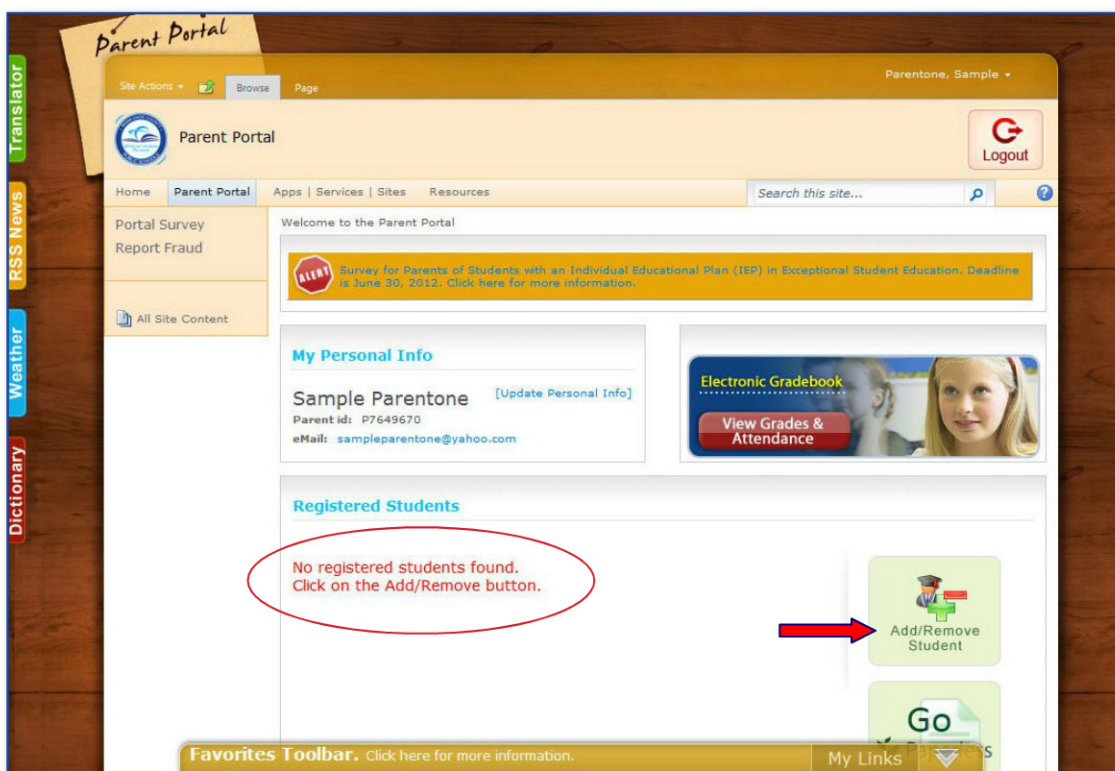 Parent Portal
Parentone, Sample
Site Actions
Browse
Page
Translator
Parent Portal
Logout
Home
Parent Portal
Apps | Services | Sites
Resources
Search this site...
RSS News
Portal Survey
Report Fraud
All Site Content
Welcome to the Parent Portal
ALERT
Survey for Parents of Students with an Individual Educational Plan (IEP) in Exceptional Student Education. Deadline
is June 30, 2012. Click here for more information.
Weather
My Personal Info
Sample Parentone
[Update Personal Info]
Parent id: P7649670
eMail: sampleparentone@yahoo.com
Electronic Gradebook
View Grades &
Attendance
Dictionary
Registered Students
No registered students found.
Click on the Add/Remove button.
Add/Remove
Student
Go
Favorites Toolbar. Click here for more information.
My Links